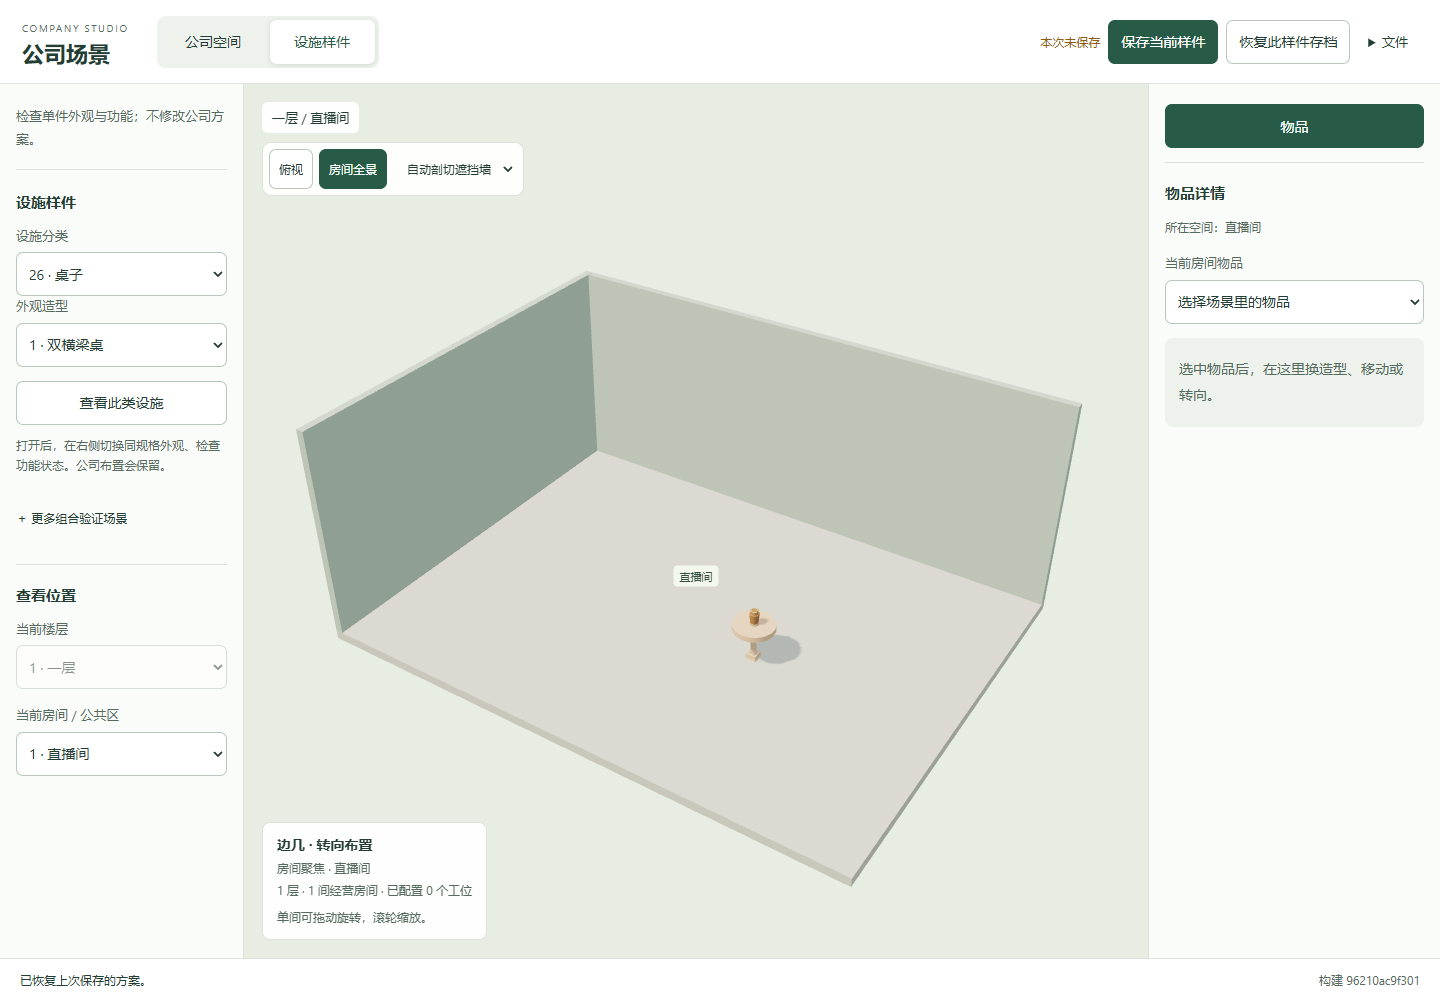 COMPANY STUDIO
公司场景
公司空间
设施样件
本次未保存
保存当前样件
恢复此样件存档
▶ 文件
检查单件外观与功能；不修改公司方
案。
设施样件
设施分类
26 · 桌子
外观造型
1 · 双横梁桌
查看此类设施
打开后，在右侧切换同规格外观、检查
功能状态。公司布置会保留。
+ 更多组合验证场景
查看位置
当前楼层
1 · 一层
当前房间 / 公共区
1 · 直播间
一层 / 直播间
俯视
房间全景
自动剖切遮挡墙
直播间
边几 · 转向布置
房间聚焦 · 直播间
1 层 · 1 间经营房间 · 已配置 0 个工位
单间可拖动旋转，滚轮缩放。
物品
物品详情
所在空间：直播间
当前房间物品
选择场景里的物品
选中物品后，在这里换造型、移动或
转向。
已恢复上次保存的方案。
构建 96210ac9f301